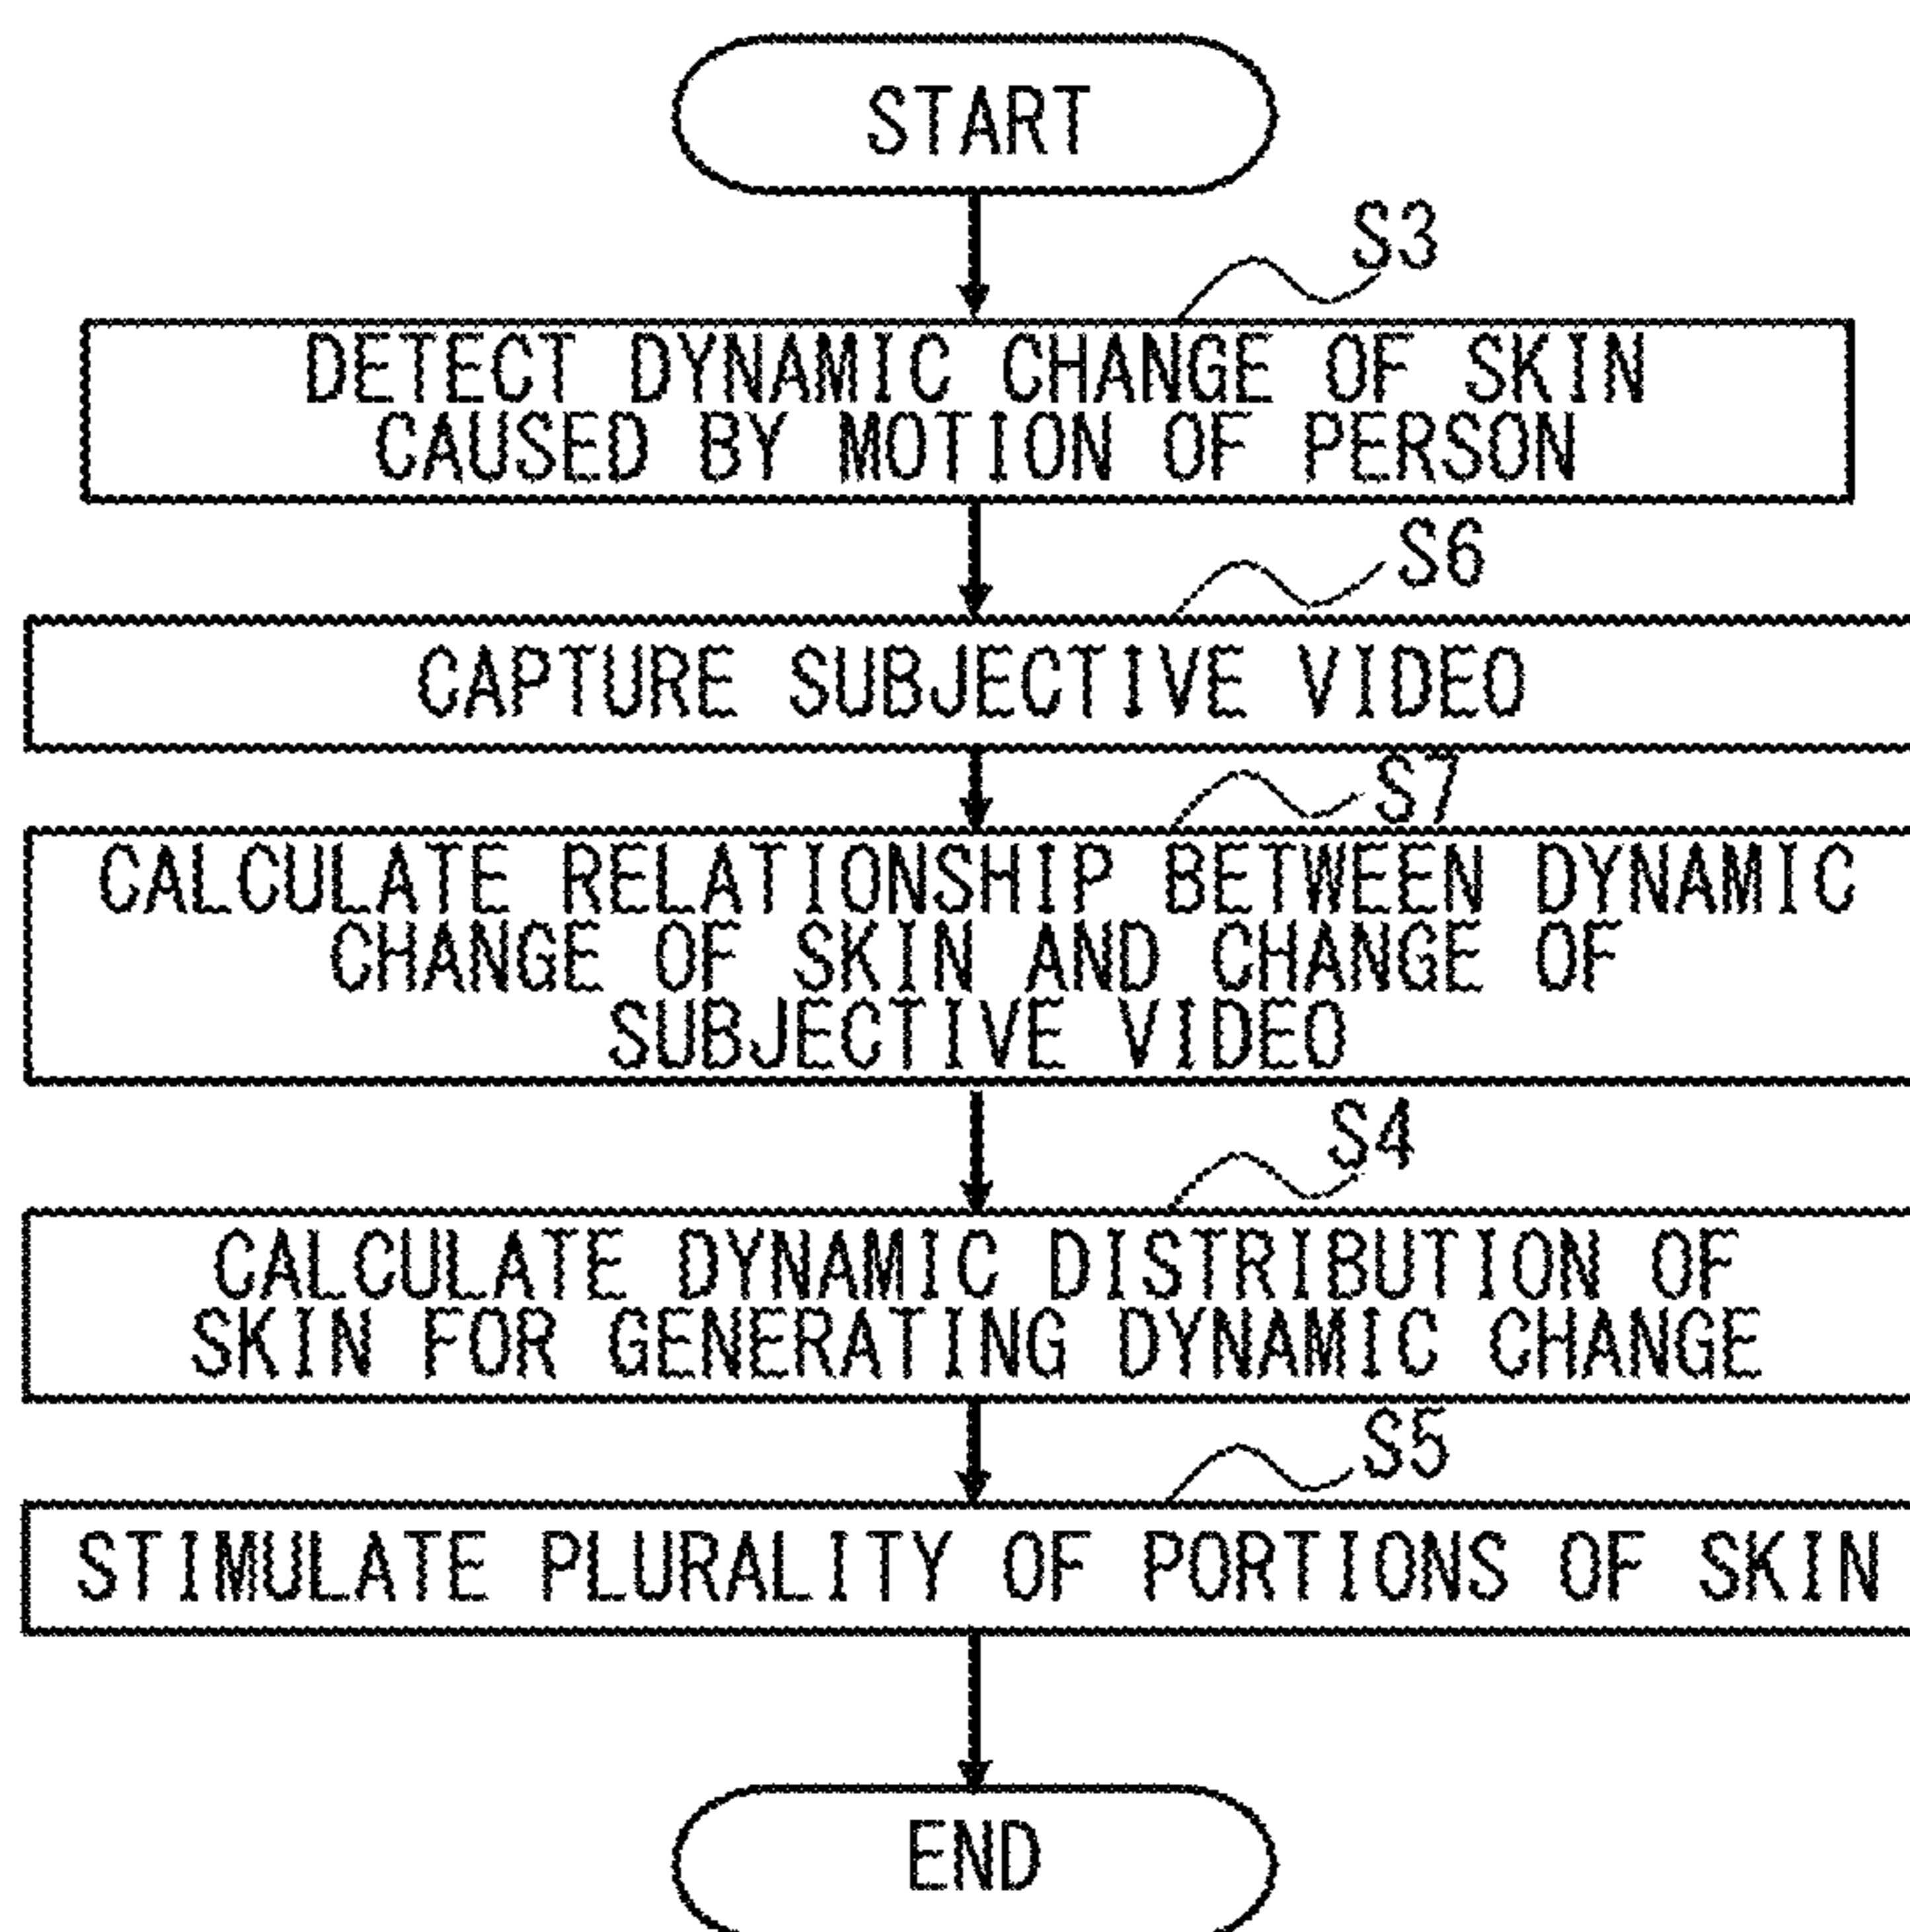 START
S3
DETECT DYNAMIC CHANGE OF SKIN
CAUSED BY MOTION OF PERSON
S6
CAPTURE SUBJECTIVE VIDEO
S7
CALCULATE RELATIONSHIP BETWEEN DYNAMIC
CHANGE OF SKIN AND CHANGE OF
SUBJECTIVE VIDEO
S4
CALCULATE DYNAMIC DISTRIBUTION OF
SKIN FOR GENERATING DYNAMIC CHANGE
S5
STIMULATE PLURALITY OF PORTIONS OF SKIN
END